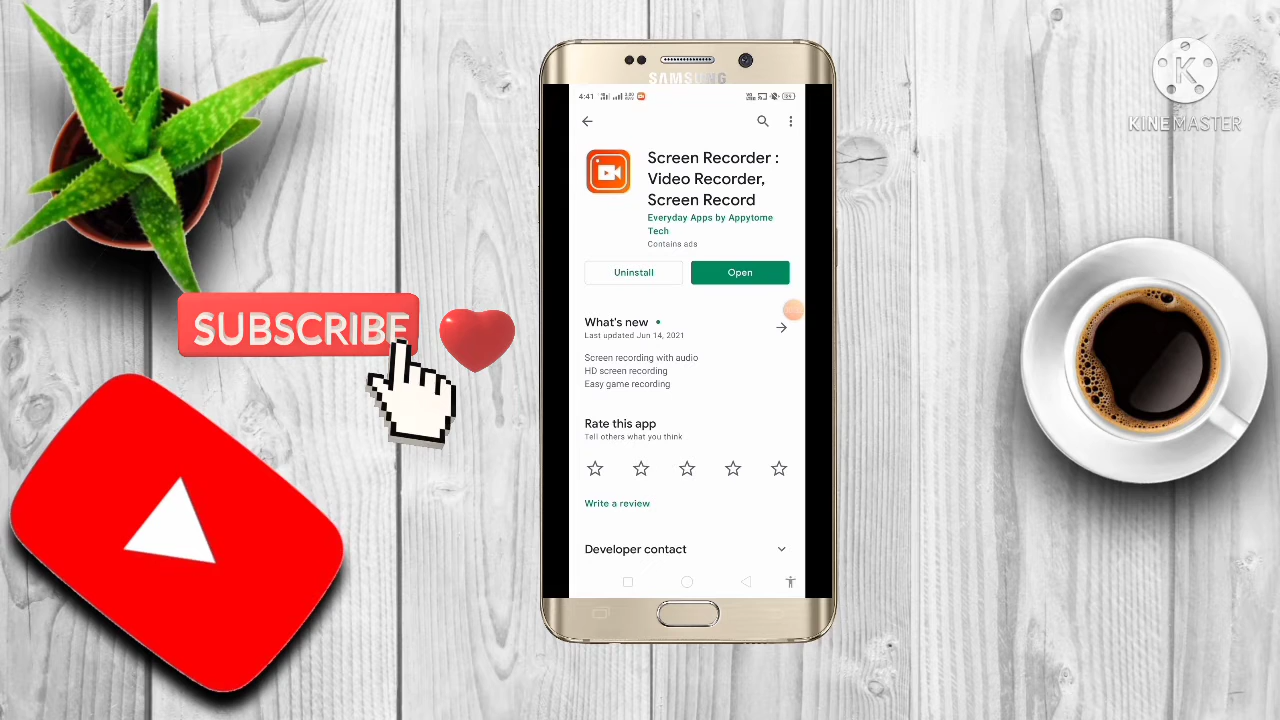 SAMSUNG
4:41
Screen Recorder :
Video Recorder,
Screen Record
Everyday Apps by Appytome
Tech
Contains ads
Uninstall
Open
What's new
Last updated Jun 14, 2021
Screen recording with audio
HD screen recording
Easy game recording
Rate this app
Tell others what you think
Write a review
Developer contact
SUBSCRIBE
K
KINEMASTER